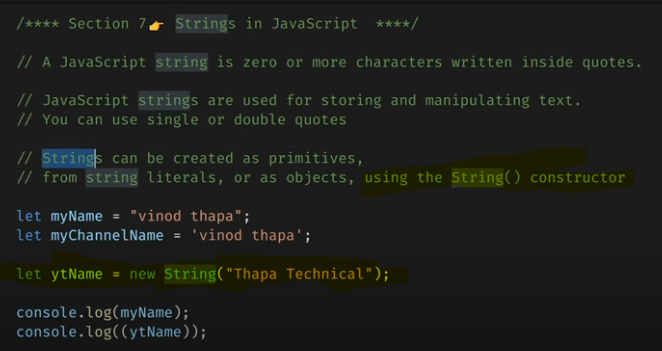 /**** Section 7👉 Strings in JavaScript  ****/
// A JavaScript string is zero or more characters written inside quotes.
// JavaScript strings are used for storing and manipulating text.
// You can use single or double quotes
// Strings can be created as primitives,
// from string literals, or as objects, using the String() constructor
let myName = "vinod thapa";
let myChannelName = 'vinod thapa';
let ytName = new String("Thapa Technical");
console.log(myName);
console.log((ytName));